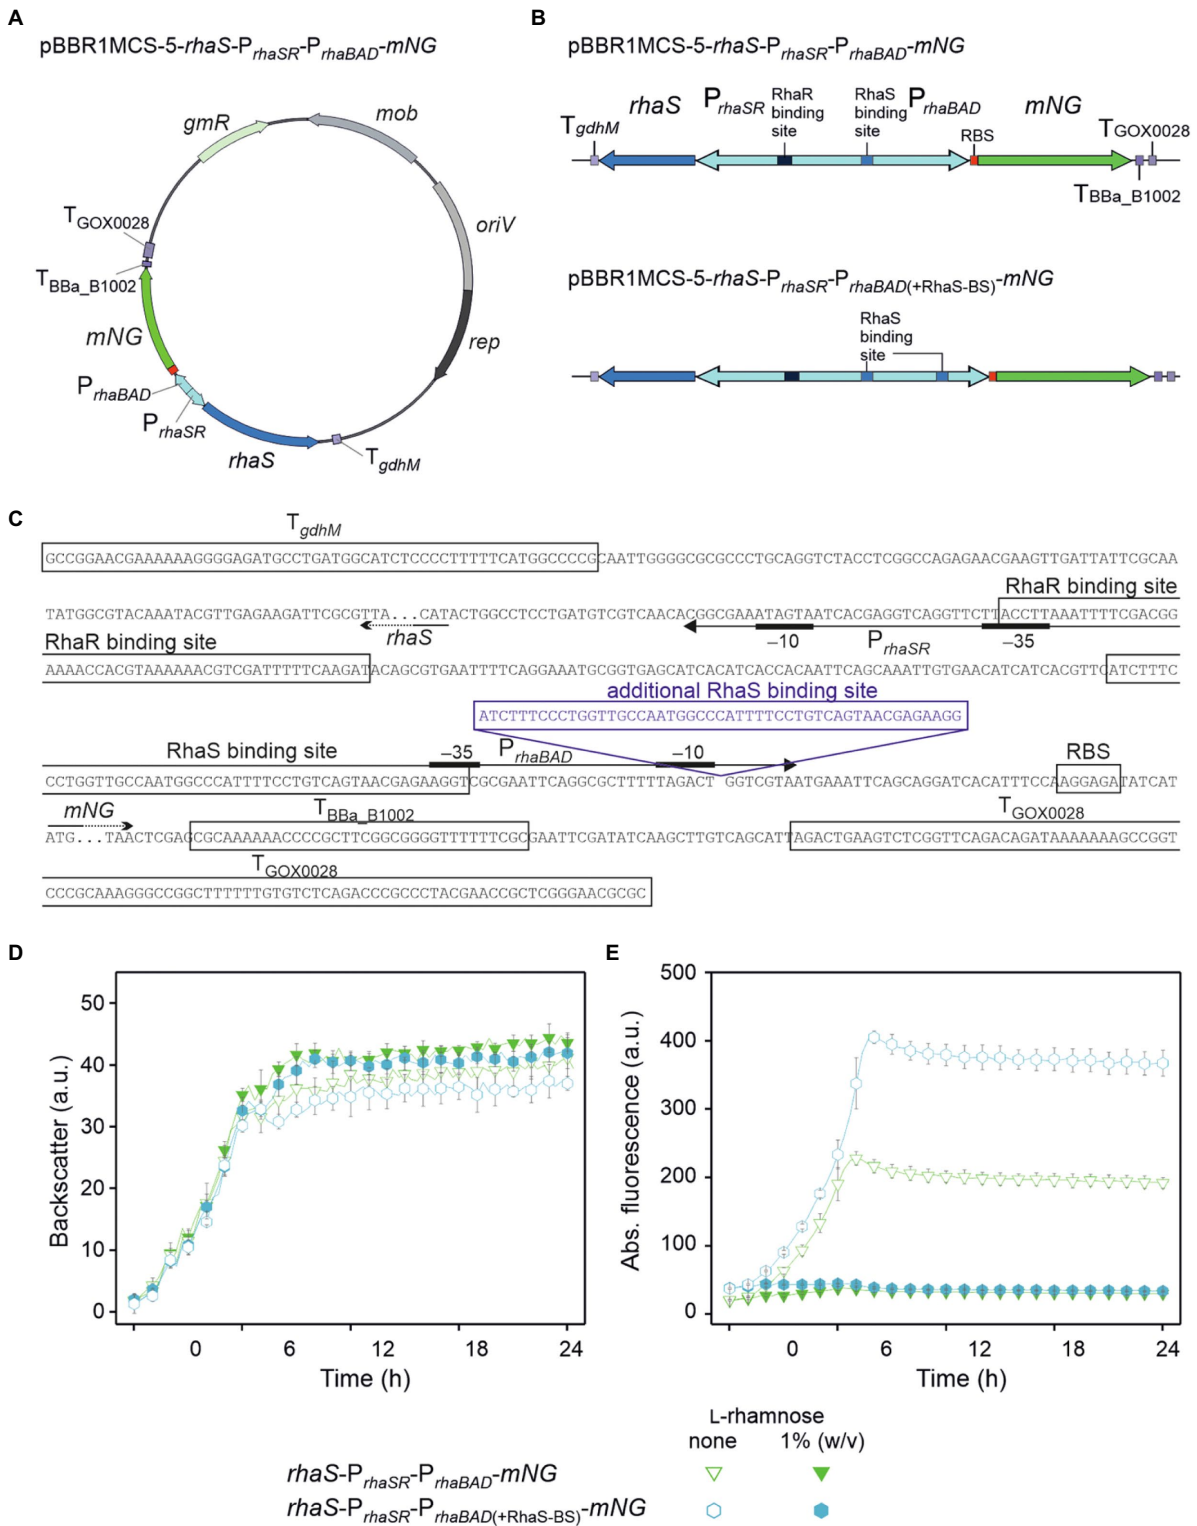 A
pBBR1MCS-5-rhaS-PrhaSR-PrhaBAD-mNG
gmR
mob
oriV
rep
TgdhM
rhaS
PrhaSR
PrhaBAD
mNG
TBBa_B1002
TGOX0028
B
pBBR1MCS-5-rhaS-PrhaSR-PrhaBAD-mNG
TgdhM
rhaS
PrhaSR
RhaR
binding
site
RhaS
binding
site
PrhaBAD
RBS
mNG
TGOX0028
TBBa_B1002
pBBR1MCS-5-rhaS-PrhaSR-PrhaBAD(+RhaS-BS)-mNG
RhaS
binding
site
C
TgdhM
GCCGGAACGAAAAAAGGGGAGATGCCTGATGGCATCTCCCCTTTTTCATGGCCCCGCAATTGGGGCGCGCCCTGCAGGTCTACCTCGGCCAGAGAACGAAGTTGATTATTCGCAA
RhaR binding site
TATGGCGTACAAATACGTTGAGAAGATTCGCGTTA...CATACTGGCCTCCTGATGTCGTCAACACGGCGAAATAGTAATCACGAGGTCAGGTTCTTACCTTAAATTTTCGACGG
rhaS
−10
PrhaSR
−35
RhaR binding site
AAAACCACGTAAAAAACGTCGATTTTTCAAGATACAGCGTGAATTTTCAGGAAATGCGGTGAGCATCACATCACCACAATTCAGCAAATTGTGAACATCATCACGTTCATCTTTC
additional RhaS binding site
ATCTTTCCCTGGTTGCCAATGGCCCATTTTCCTGTCAGTAACGAGAAGG
RhaS binding site
−35
PrhaBAD
−10
RBS
CCTGGTTGCCAATGGCCCATTTTCCTGTCAGTAACGAGAAGGTCGCGAATTCAGGCGCTTTTTAGACT GGTCGTAATGAAATTCAGCAGGATCACATTTCCAAGGAGATATCAT
mNG
TBBa_B1002
TGOX0028
ATG...TAACTCGAGCGCAAAAAACCCCGCTTCGGCGGGGTTTTTTCGCGAATTCGATATCAAGCTTGTCAGCATTAGACTGAAGTCTCGGTTCAGACAGATAAAAAAAGCCGGT
TGOX0028
CCCGCAAAGGGCCGGCTTTTTTGTGTCTCAGACCCGCCCTACGAACCGCTCGGGAACGCGC
D
Backscatter (a.u.)
50
40
30
20
10
0
0 6 12 18 24
Time (h)
E
Abs. fluorescence (a.u.)
500
400
300
200
100
0
0 6 12 18 24
Time (h)
L-rhamnose
none 1% (w/v)
rhaS-PrhaSR-PrhaBAD-mNG
rhaS-PrhaSR-PrhaBAD(+RhaS-BS)-mNG